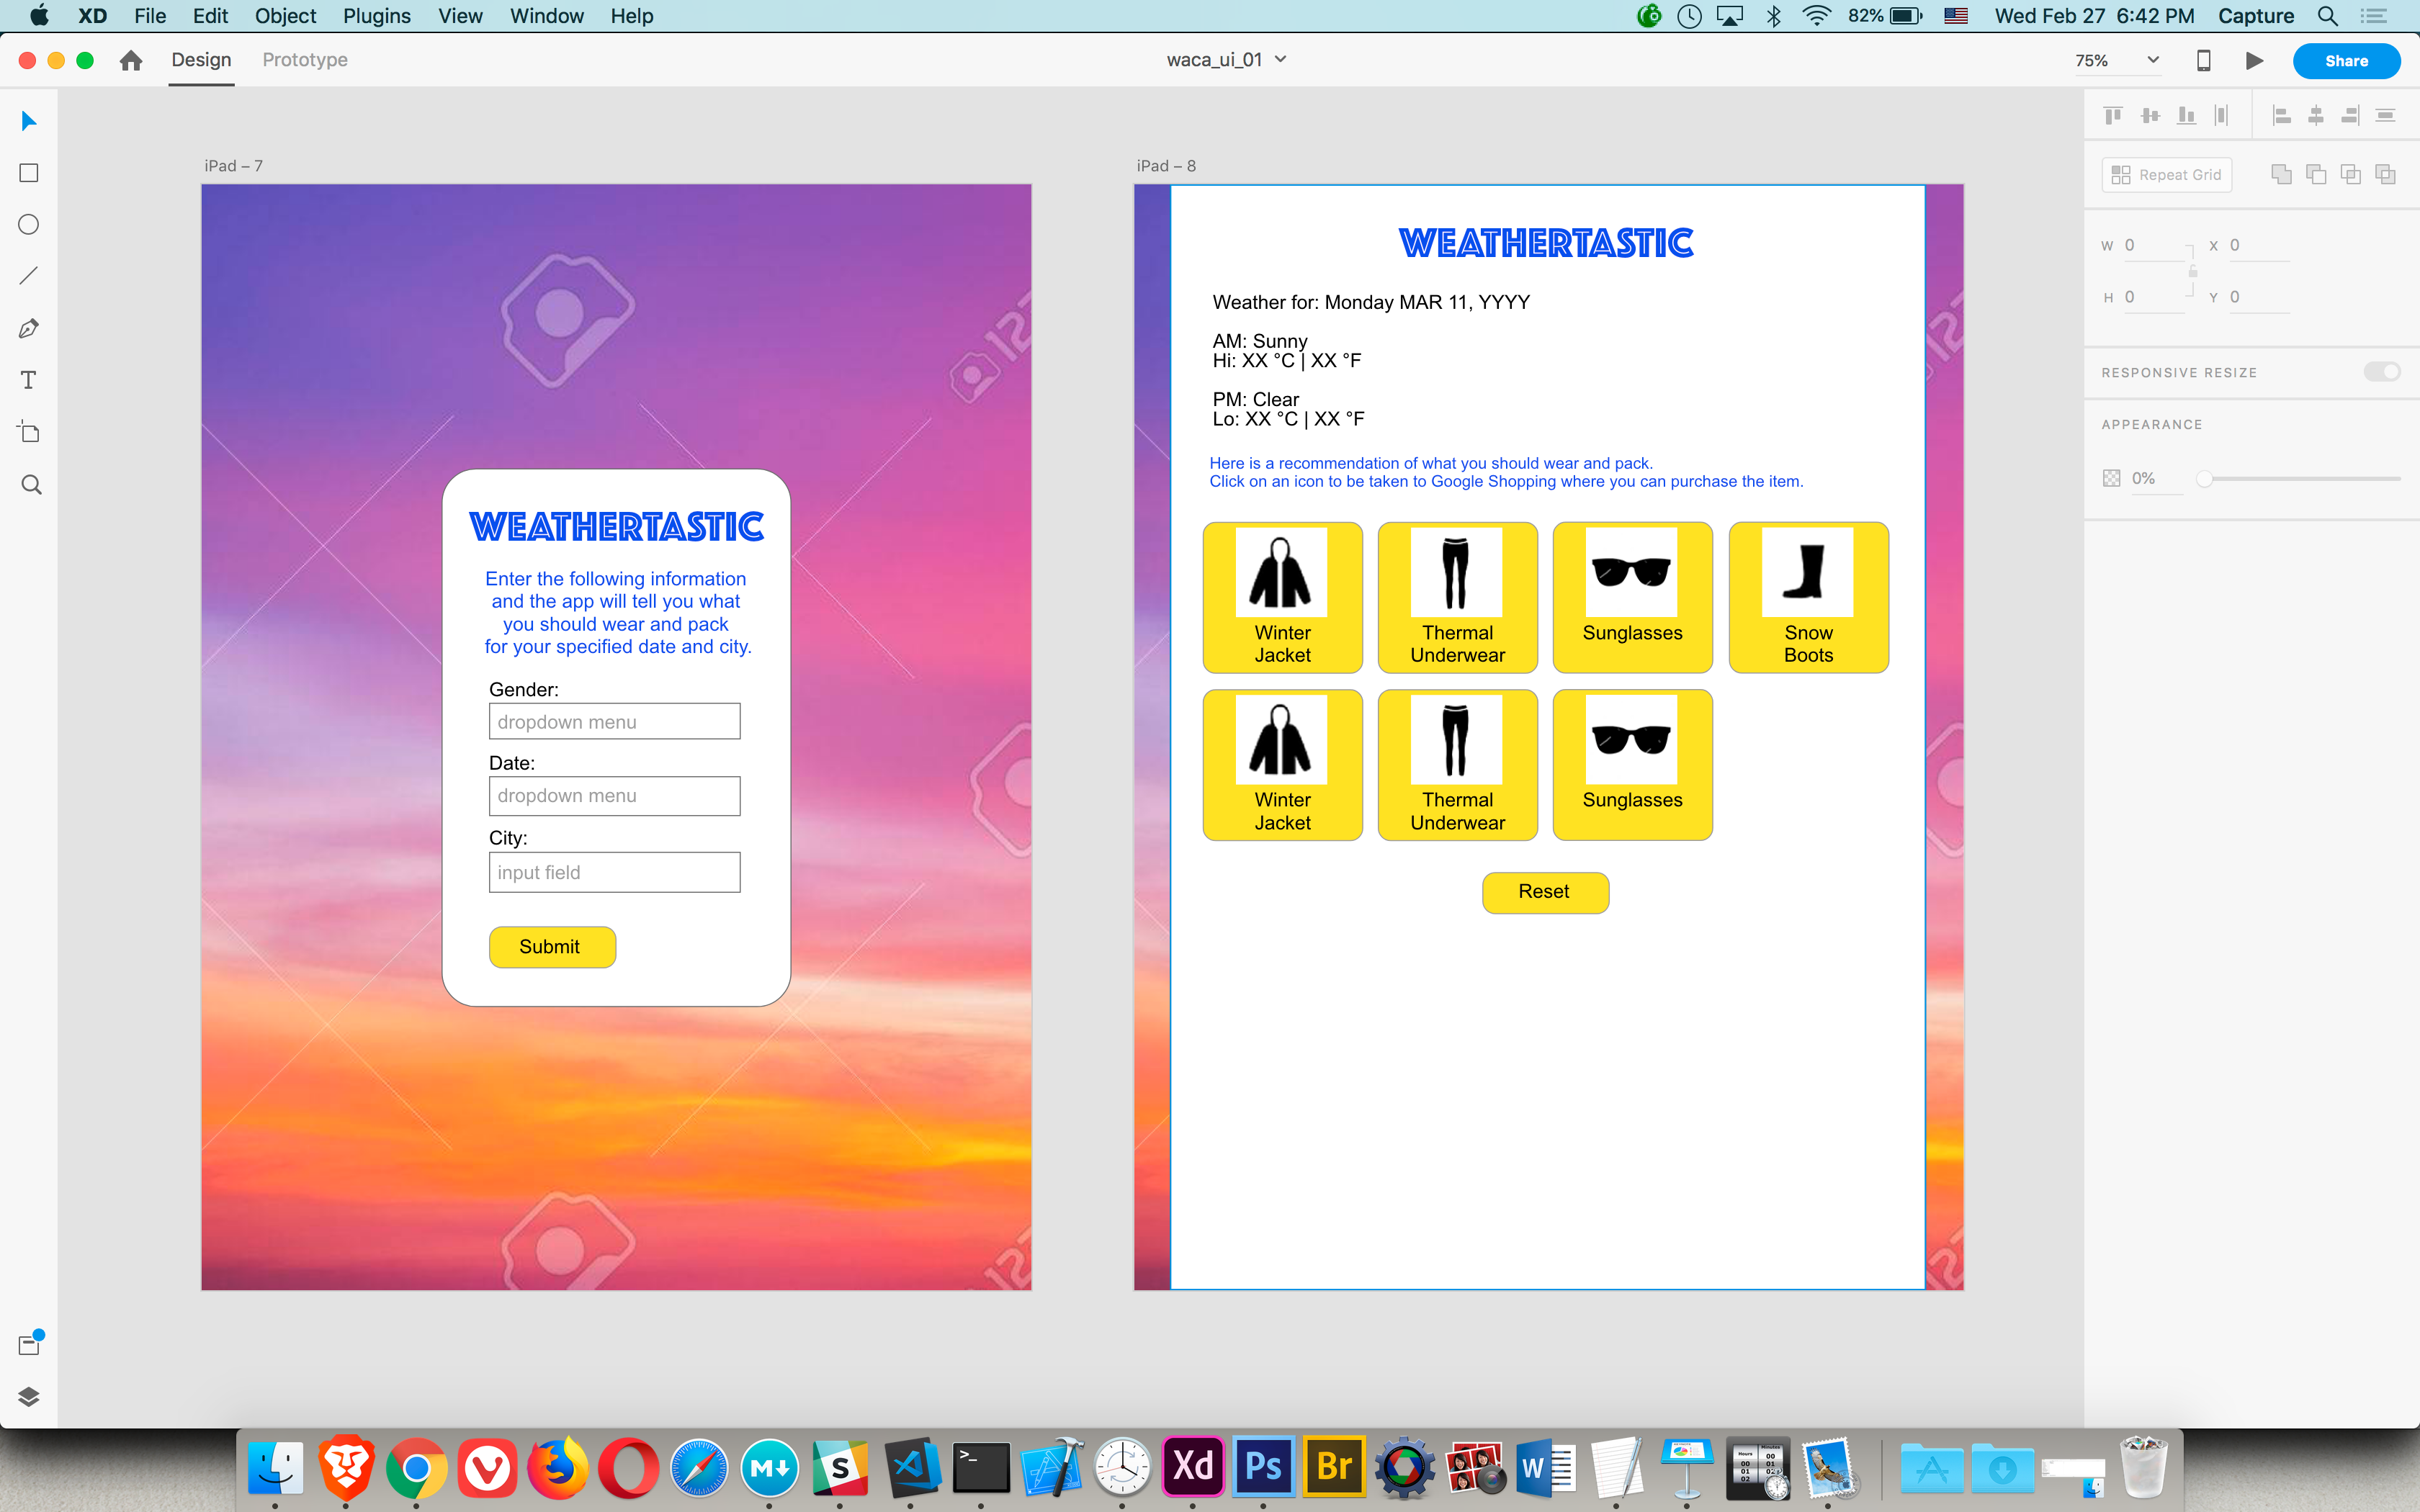 XD File Edit Object Plugins View Window Help
82% Wed Feb 27 6:42 PM Capture
Design Prototype
waca_ui_01
75%
Share
iPad – 7
WEATHERTASTIC
Enter the following information
and the app will tell you what
you should wear and pack
for your specified date and city.
Gender:
dropdown menu
Date:
dropdown menu
City:
input field
Submit
iPad – 8
WEATHERTASTIC
Weather for: Monday MAR 11, YYYY
AM: Sunny
Hi: XX °C | XX °F
PM: Clear
Lo: XX °C | XX °F
Here is a recommendation of what you should wear and pack.
Click on an icon to be taken to Google Shopping where you can purchase the item.
Winter
Jacket
Thermal
Underwear
Sunglasses
Snow
Boots
Winter
Jacket
Thermal
Underwear
Sunglasses
Reset
Repeat Grid
W 0 X 0
H 0 Y 0
RESPONSIVE RESIZE
APPEARANCE
0%
M
S
Xd
Ps
Br
W